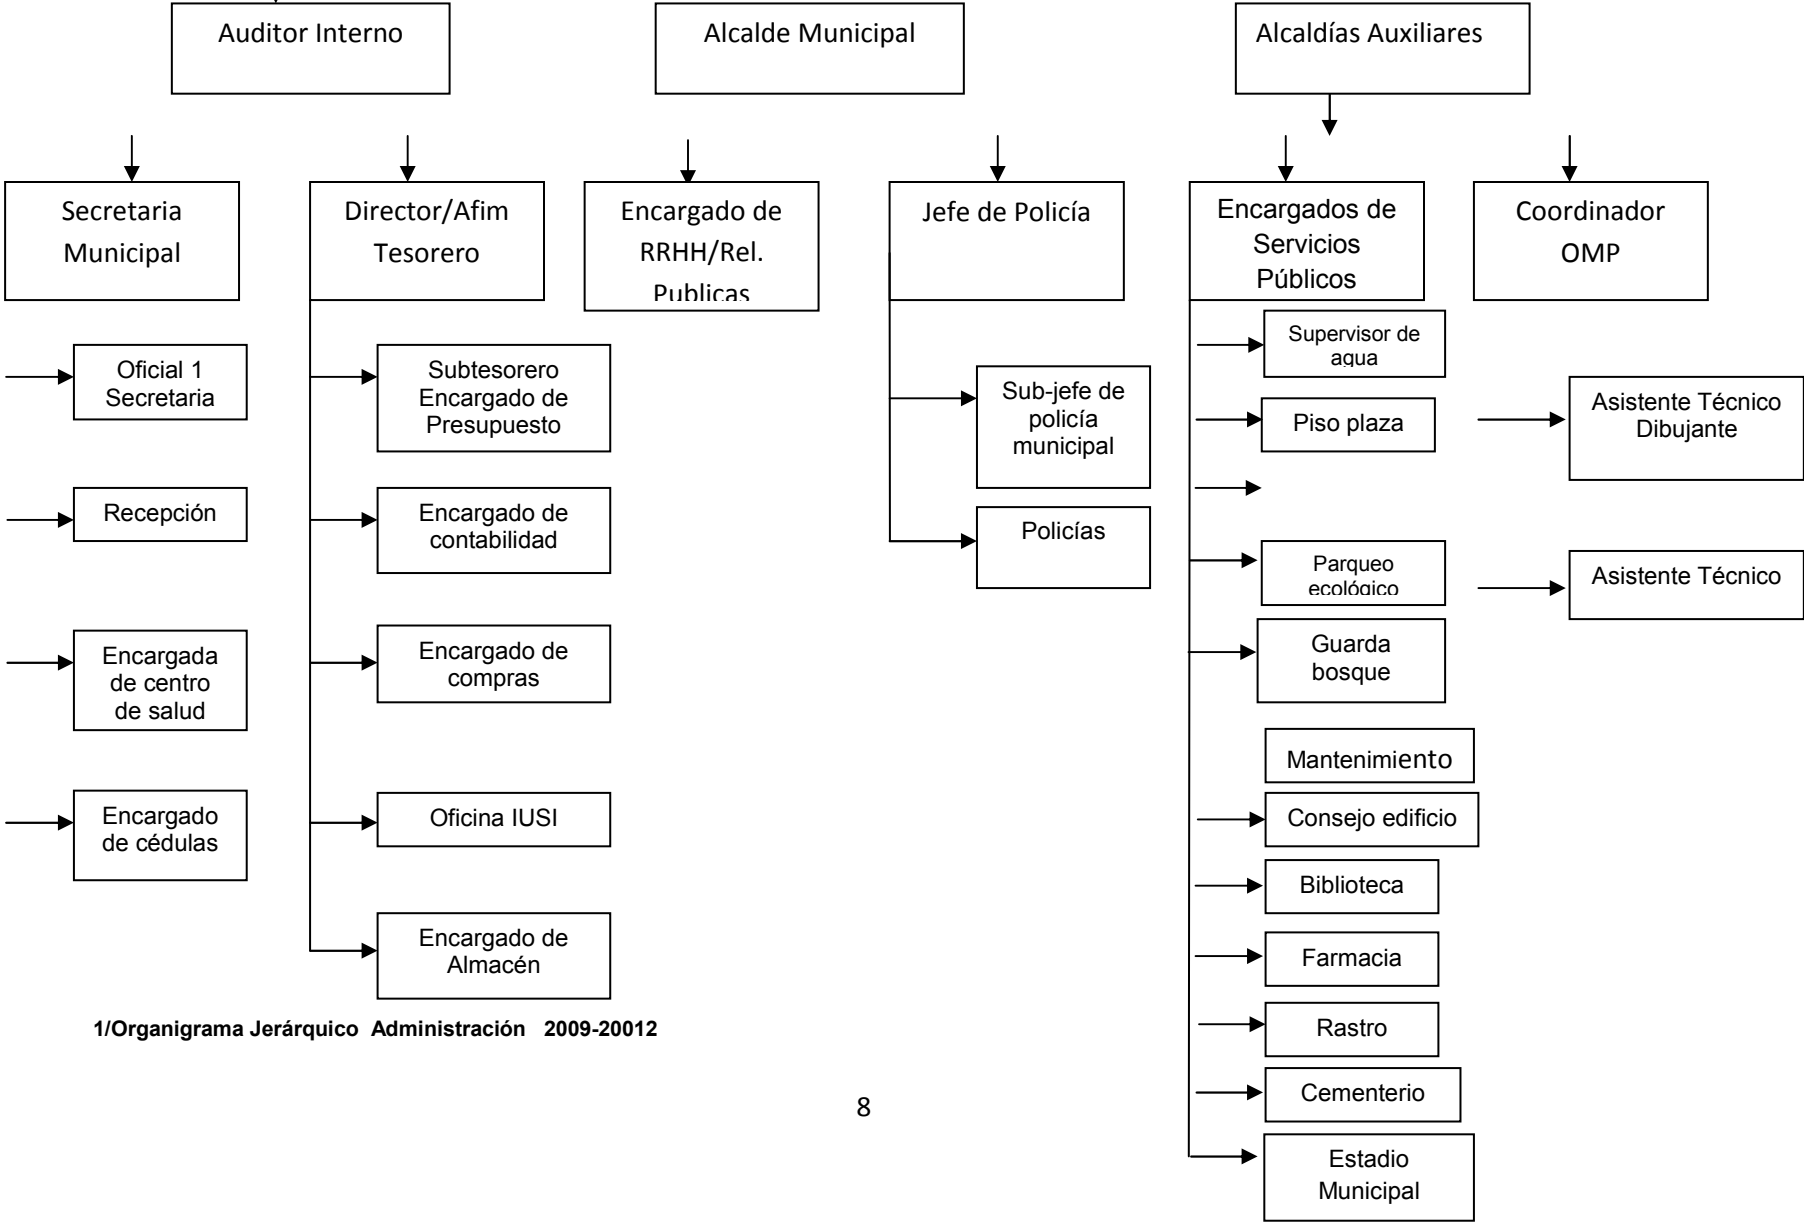 Auditor Interno
Alcalde Municipal
Alcaldías Auxiliares
Secretaria
Municipal
Director/Afim
Tesorero
Encargado de
RRHH/Rel.
Publicas
Jefe de Policía
Encargados de
Servicios
Públicos
Coordinador
OMP
Oficial 1
Secretaria
Recepción
Encargada
de centro
de salud
Encargado
de cédulas
Subtesorero
Encargado de
Presupuesto
Encargado de
contabilidad
Encargado de
compras
Oficina IUSI
Encargado de
Almacén
Sub-jefe de
policía
municipal
Policías
Supervisor de
agua
Piso plaza
Parqueo
ecológico
Guarda
bosque
Mantenimiento
Consejo edificio
Biblioteca
Farmacia
Rastro
Cementerio
Estadio
Municipal
Asistente Técnico
Dibujante
Asistente Técnico
1/Organigrama Jerárquico Administración 2009-20012
8